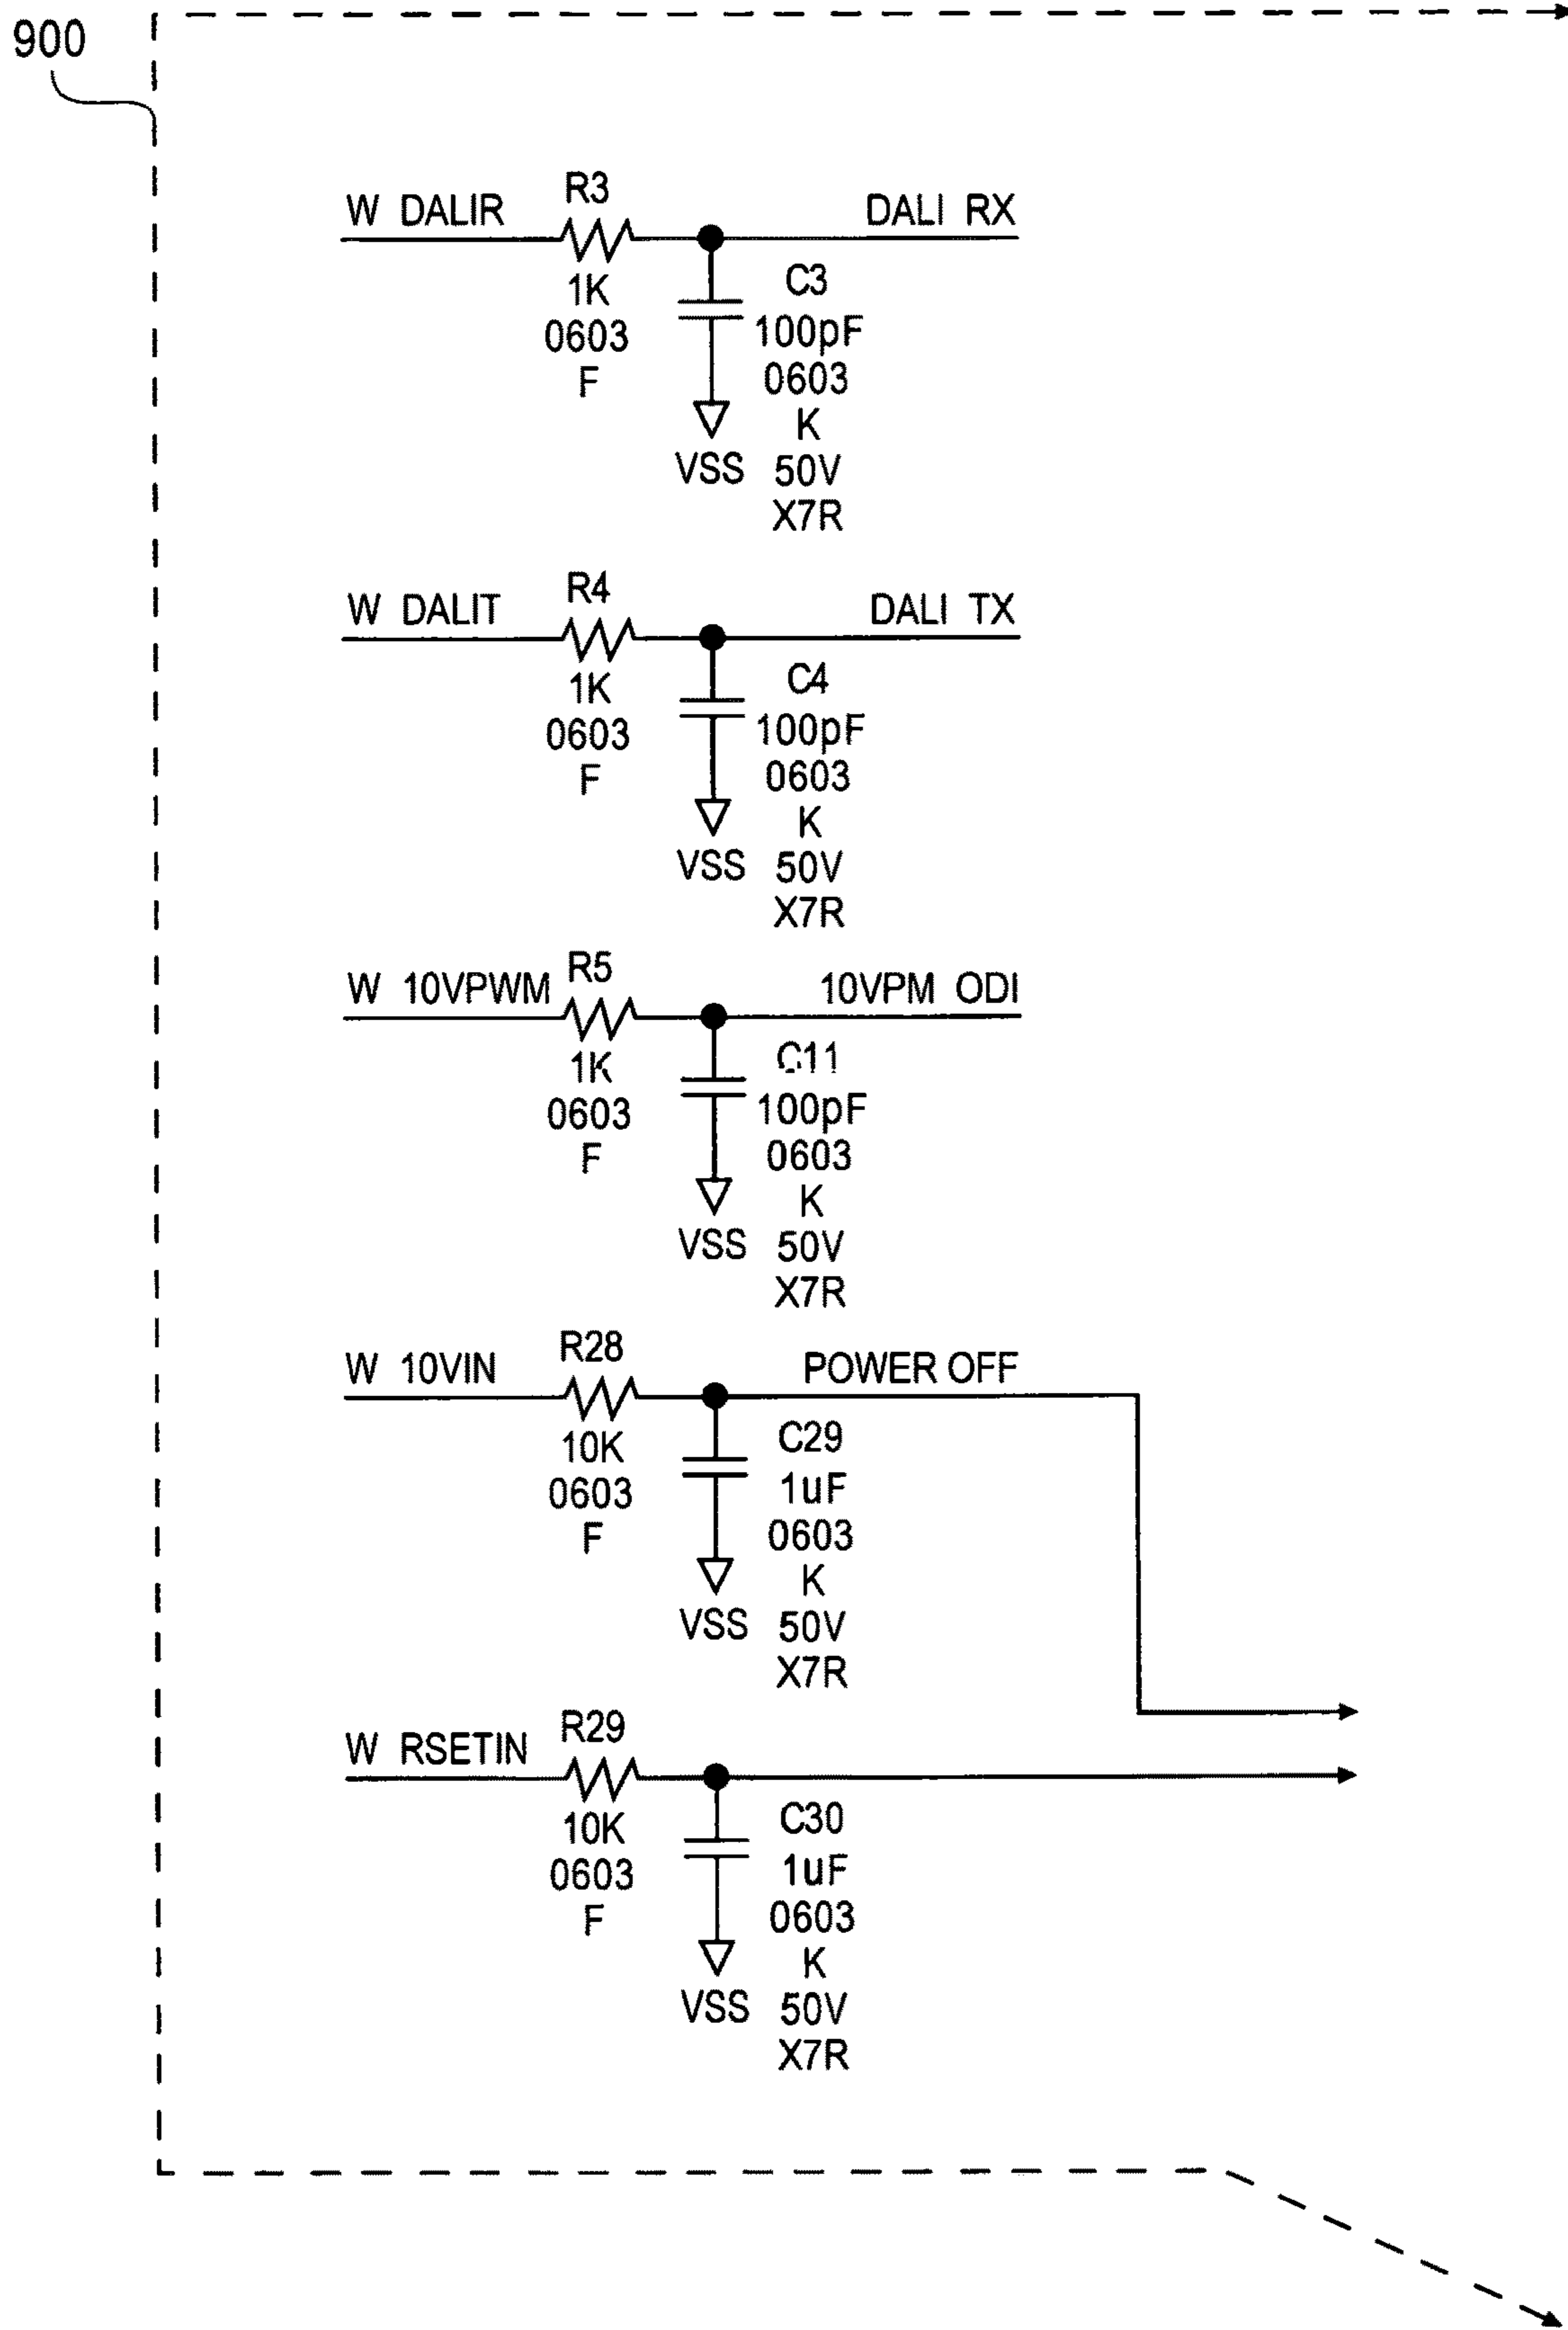 900
W DALIR
R3
DALI RX
1K
0603
F
C3
100pF
0603
K
50V
X7R
VSS
W DALIT
R4
DALI TX
1K
0603
F
C4
100pF
0603
K
50V
X7R
VSS
W 10VPWM
R5
10VPM ODI
1K
0603
F
C11
100pF
0603
K
50V
X7R
VSS
W 10VIN
R28
POWER OFF
10K
0603
F
C29
1uF
0603
K
50V
X7R
VSS
W RSETIN
R29
10K
0603
F
C30
1uF
0603
K
50V
X7R
VSS